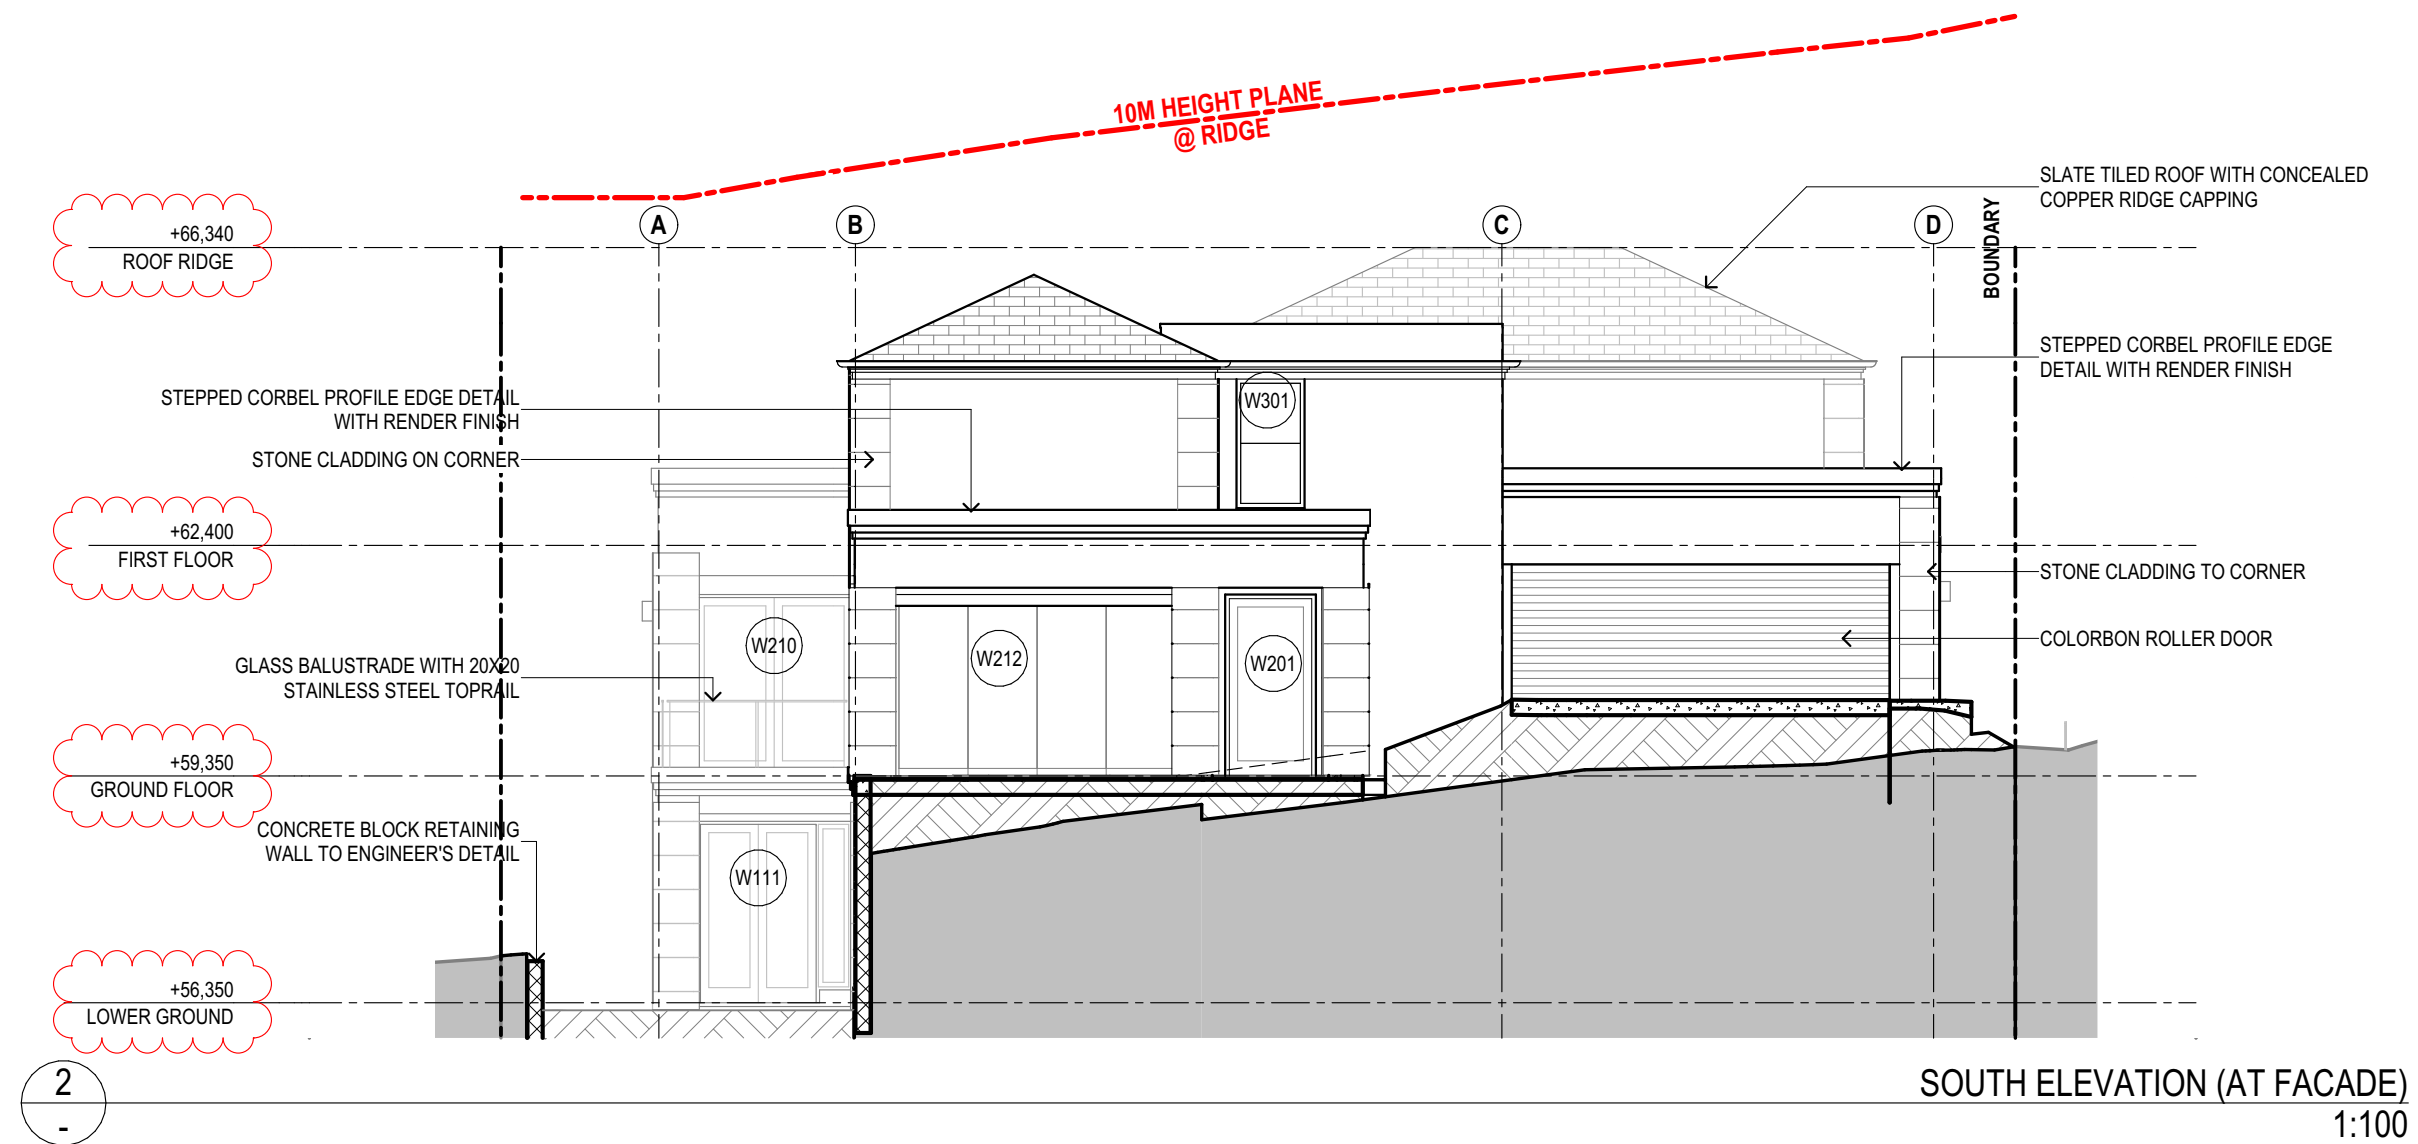 10M HEIGHT PLANE
@ RIDGE
SLATE TILED ROOF WITH CONCEALED
COPPER RIDGE CAPPING
A
B
C
D
BOUNDARY
+66,340
ROOF RIDGE
STEPPED CORBEL PROFILE EDGE
DETAIL WITH RENDER FINISH
STEPPED CORBEL PROFILE EDGE DETAIL
WITH RENDER FINISH
W301
STONE CLADDING ON CORNER
+62,400
FIRST FLOOR
STONE CLADDING TO CORNER
COLORBON ROLLER DOOR
W210
W212
W201
GLASS BALUSTRADE WITH 20X20
STAINLESS STEEL TOPRAIL
+59,350
GROUND FLOOR
CONCRETE BLOCK RETAINING
WALL TO ENGINEER'S DETAIL
W111
+56,350
LOWER GROUND
2
-
SOUTH ELEVATION (AT FACADE)
1:100